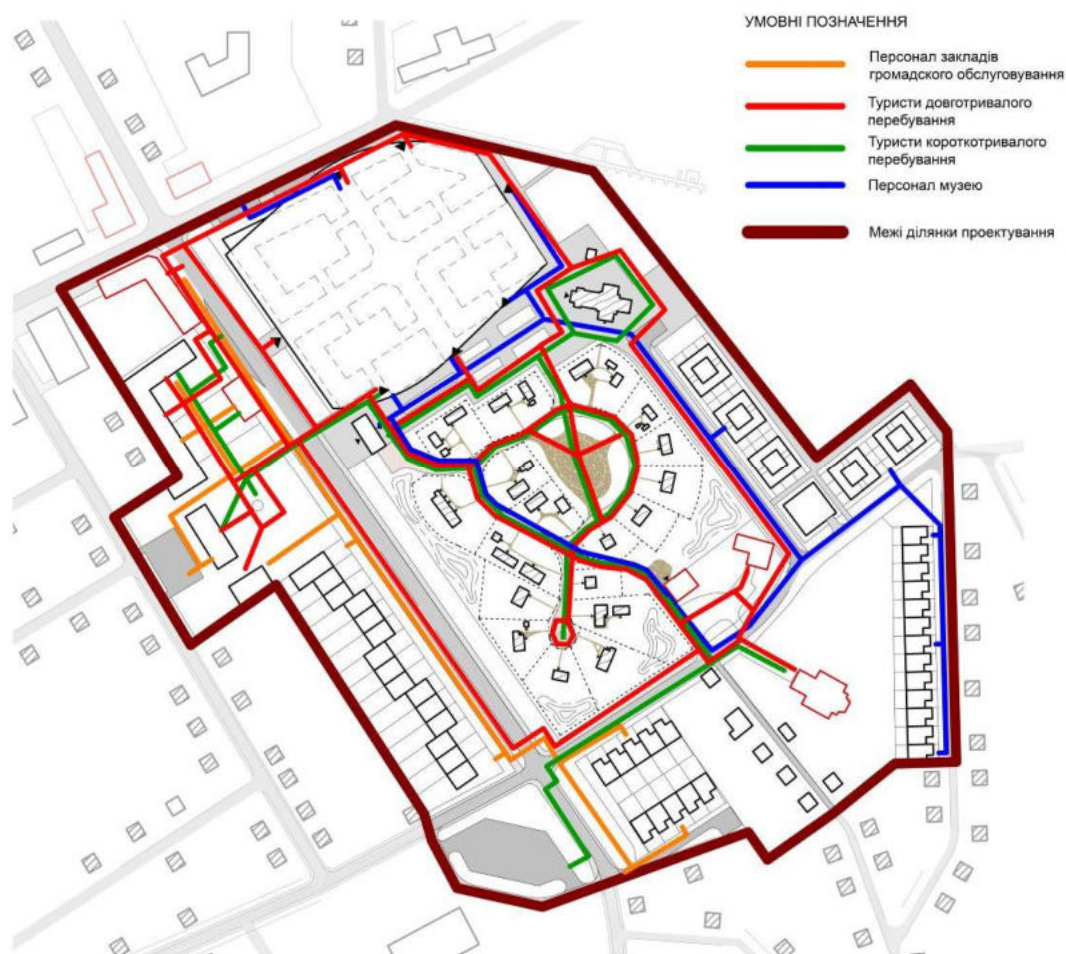 УМОВНІ ПОЗНАЧЕННЯ
Персонал закладів
громадского обслуговування
Туристи довготривалого
перебування
Туристи короткотривалого
перебування
Персонал музею
Межі ділянки проектування